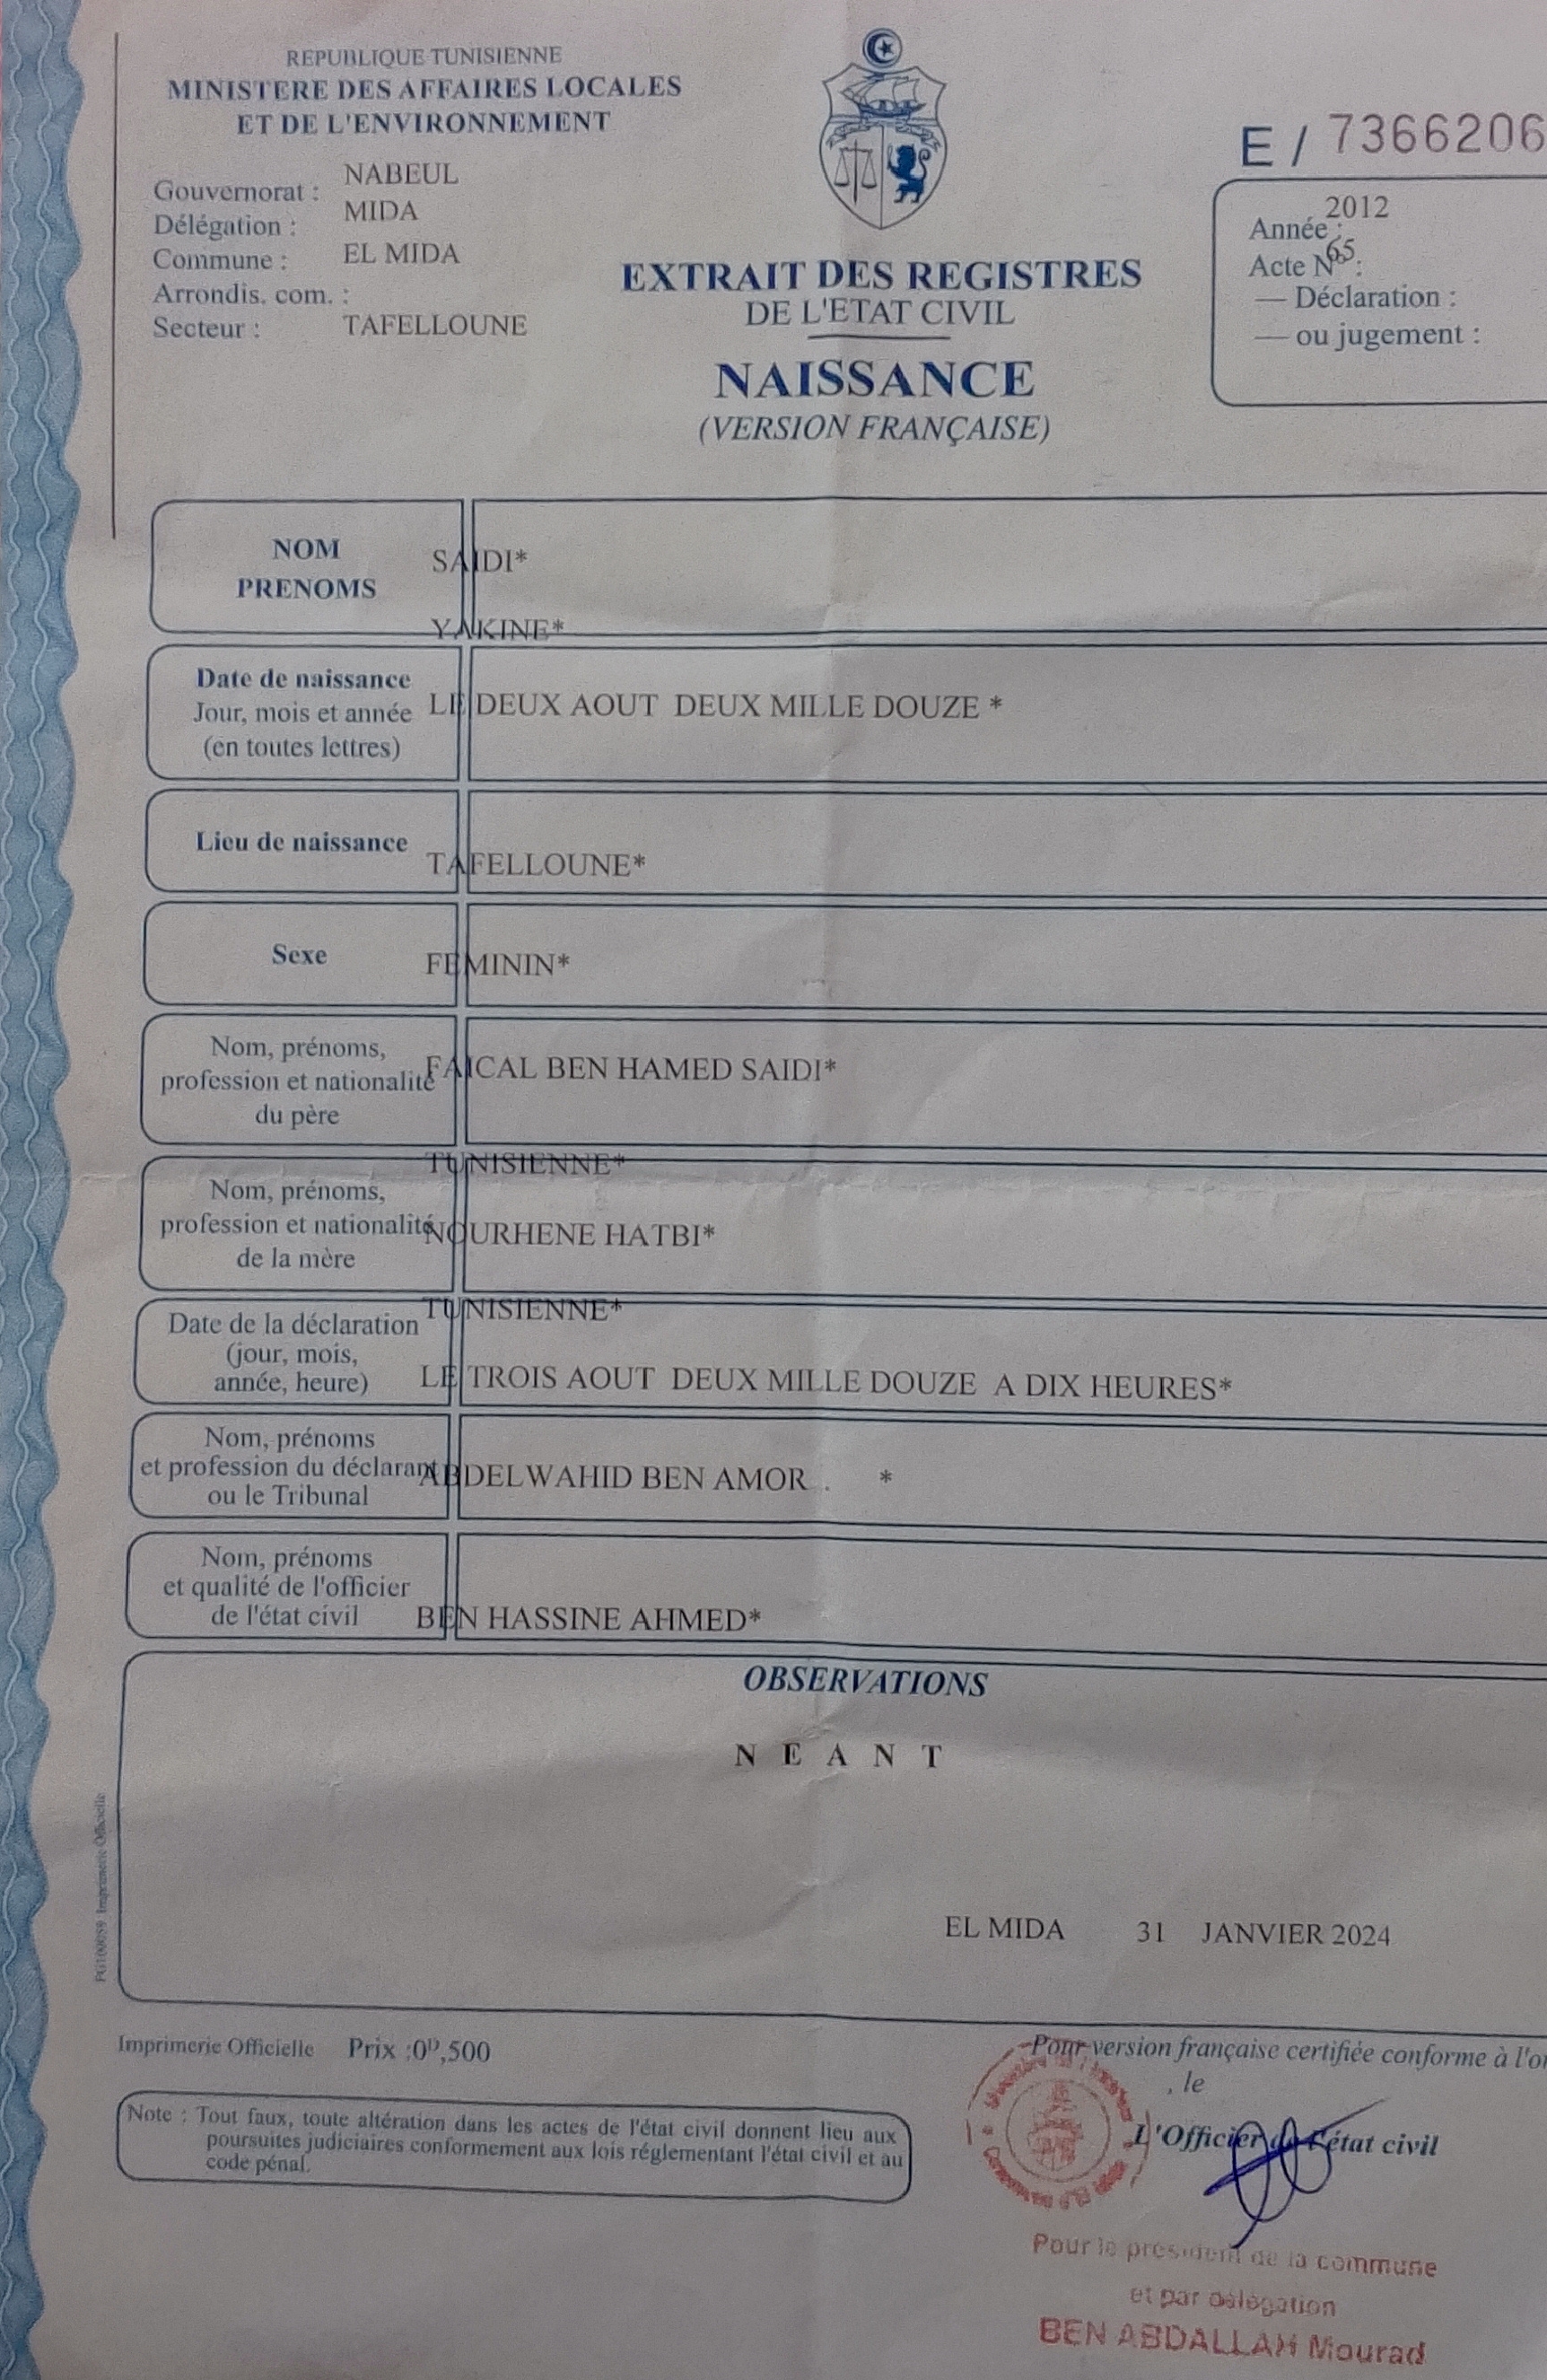 REPUBLIQUE TUNISIENNE
MINISTERE DES AFFAIRES LOCALES
ET DE L'ENVIRONNEMENT
Gouvernorat : NABEUL
Délégation : MIDA
Commune : EL MIDA
Arrondis. com. :
Secteur : TAFELLOUNE
EXTRAIT DES REGISTRES
DE L'ETAT CIVIL
NAISSANCE
(VERSION FRANÇAISE)
E / 7366206
Année : 2012
Acte N° : 65
— Déclaration :
— ou jugement :
NOM
PRENOMS
SAIDI*
YAKINE*
Date de naissance
Jour, mois et année
(en toutes lettres)
LE DEUX AOUT DEUX MILLE DOUZE *
Lieu de naissance
TAFELLOUNE*
Sexe
FEMININ*
Nom, prénoms,
profession et nationalité
du père
FAICAL BEN HAMED SAIDI*
TUNISIENNE*
Nom, prénoms,
profession et nationalité
de la mère
NOURHENE HATBI*
TUNISIENNE*
Date de la déclaration
(jour, mois,
année, heure)
LE TROIS AOUT DEUX MILLE DOUZE A DIX HEURES*
Nom, prénoms
et profession du déclarant
ou le Tribunal
ABDELWAHID BEN AMOR . *
Nom, prénoms
et qualité de l'officier
de l'état civil
BEN HASSINE AHMED*
OBSERVATIONS
N E A N T
EL MIDA 31 JANVIER 2024
Imprimerie Officielle Prix :0ᴰ,500
Note : Tout faux, toute altération dans les actes de l'état civil donnent lieu aux
poursuites judiciaires conformement aux lois réglementant l'état civil et au
code pénal.
Pour version française certifiée conforme à
, le
L'Officier de l'état civil
Pour le président de la commune
et par délégation
BEN ABDALLAH Mourad